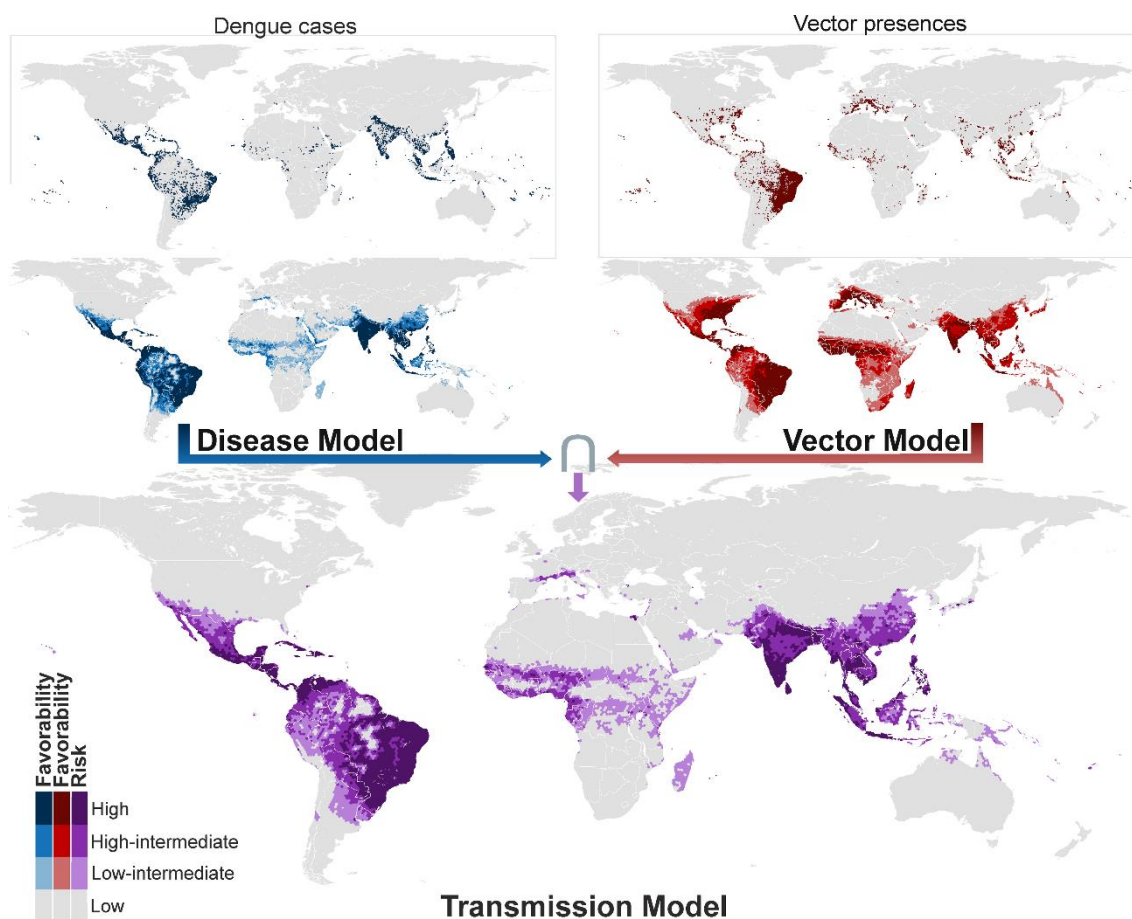 Dengue cases
Vector presences
Disease Model
∩
Vector Model
Favorability
Favorability
Risk
High
High-intermediate
Low-intermediate
Low
Transmission Model